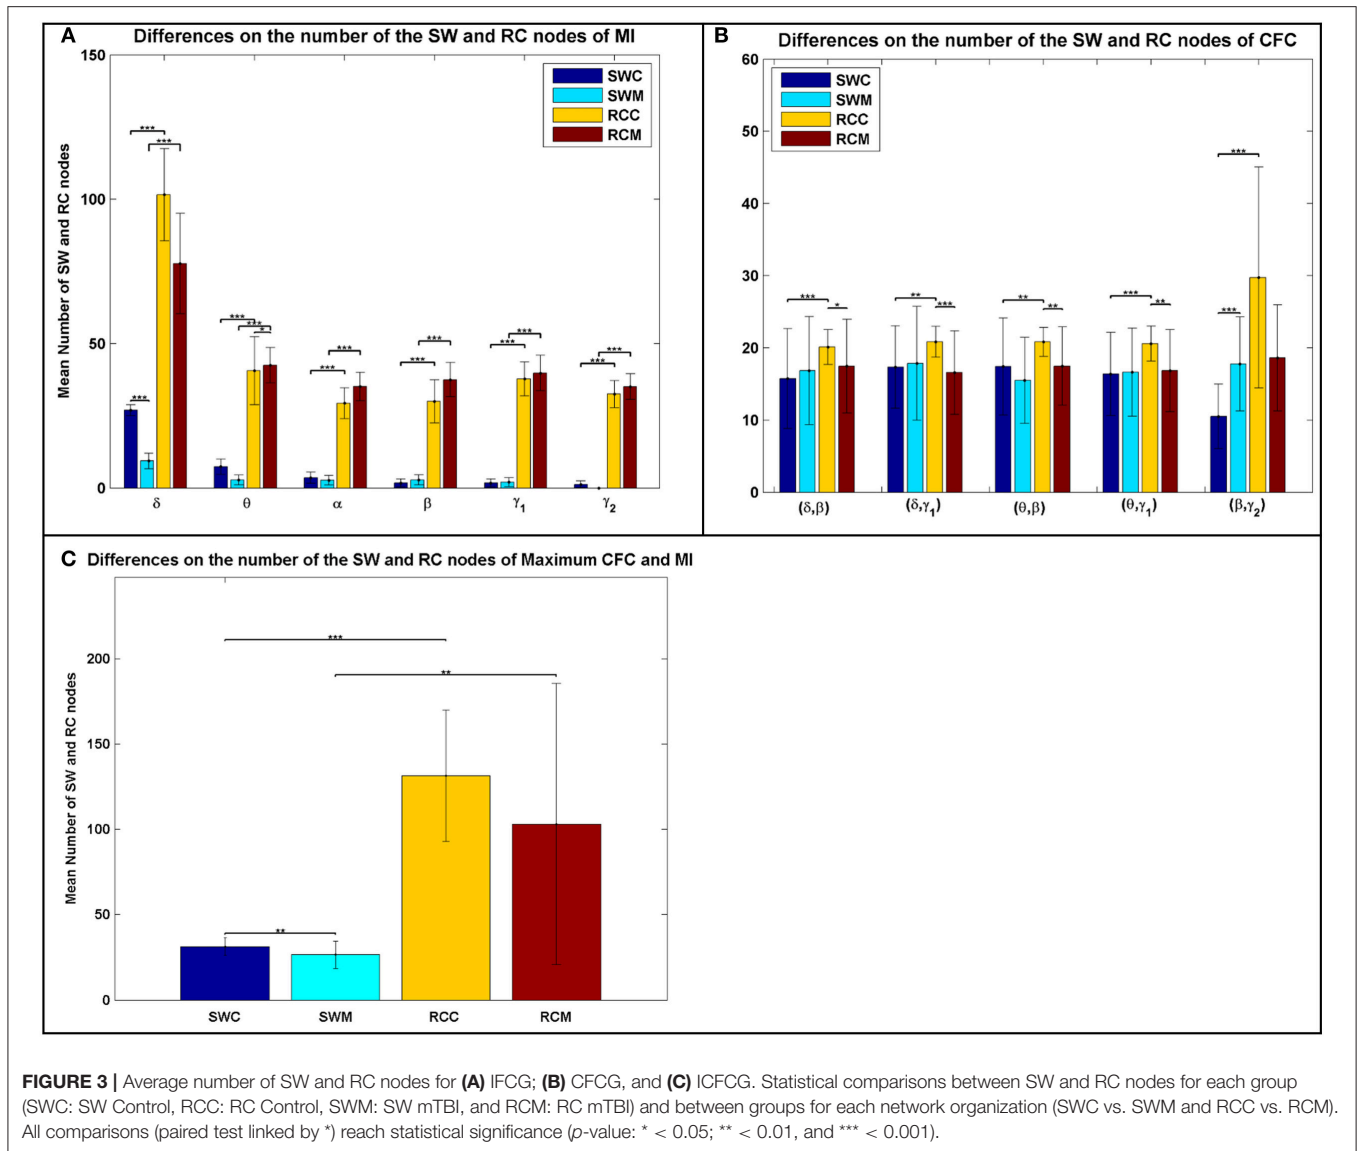 A
Differences on the number of the SW and RC nodes of MI
Mean Number of SW and RC nodes
150
100
50
0
SWC
SWM
RCC
RCM
***
***
***
***
***
*
***
***
***
***
***
***
***
***
δ θ α β γ1 γ2
B
Differences on the number of the SW and RC nodes of CFC
60
50
40
30
20
10
0
SWC
SWM
RCC
RCM
***
*
**
***
**
**
***
**
***
***
(δ,β) (δ,γ1) (θ,β) (θ,γ1) (β,γ2)
C
Differences on the number of the SW and RC nodes of Maximum CFC and MI
Mean Number of SW and RC nodes
200
150
100
50
0
***
**
**
SWC SWM RCC RCM
FIGURE 3 | Average number of SW and RC nodes for (A) IFCG; (B) CFCG, and (C) ICFCG. Statistical comparisons between SW and RC nodes for each group
(SWC: SW Control, RCC: RC Control, SWM: SW mTBI, and RCM: RC mTBI) and between groups for each network organization (SWC vs. SWM and RCC vs. RCM).
All comparisons (paired test linked by *) reach statistical significance (p-value: * < 0.05; ** < 0.01, and *** < 0.001).